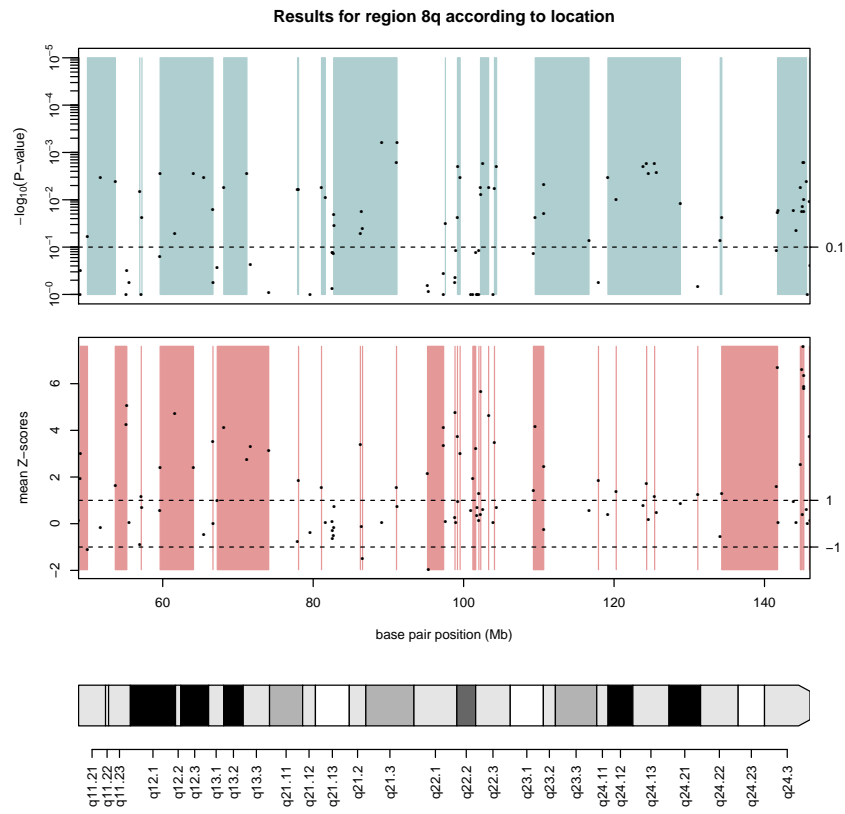 Results for region 8q according to location
−log10(P−value)
10^−5
10^−4
10^−3
10^−2
10^−1
10^−0
0.1
mean Z−scores
6
4
2
0
−2
1
−1
60 80 100 120 140
base pair position (Mb)
q11.21 q11.22 q11.23 q12.1 q12.2 q12.3 q13.1 q13.2 q13.3 q21.11 q21.12 q21.13 q21.2 q21.3 q22.1 q22.2 q22.3 q23.1 q23.2 q23.3 q24.11 q24.12 q24.13 q24.21 q24.22 q24.23 q24.3